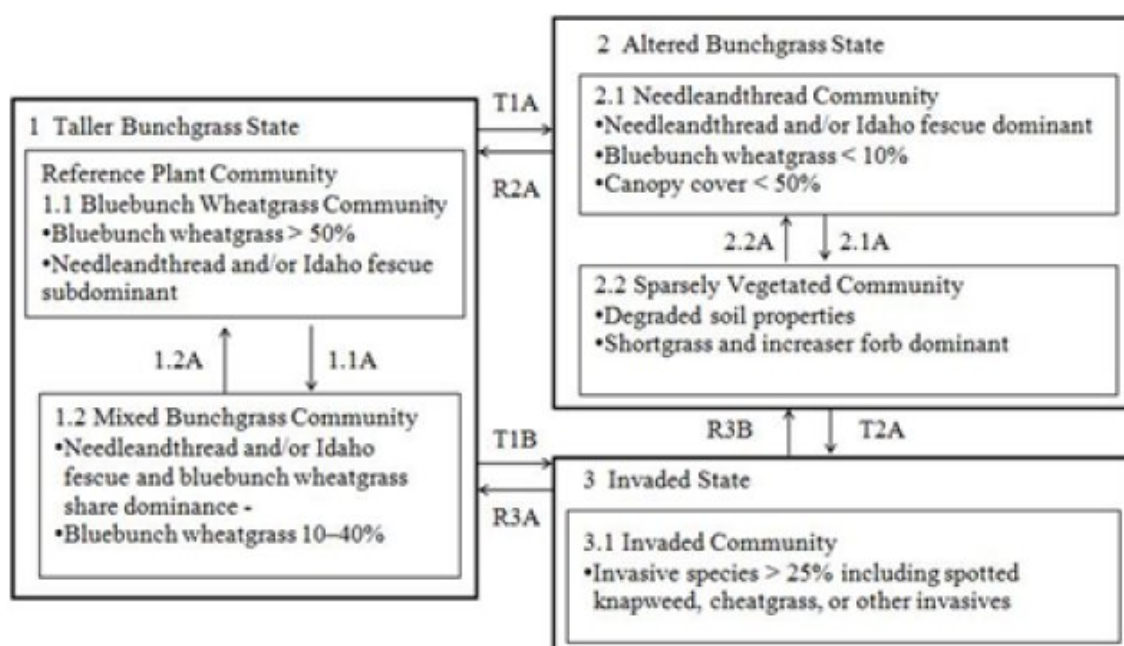 1 Taller Bunchgrass State
Reference Plant Community
1.1 Bluebunch Wheatgrass Community
•Bluebunch wheatgrass > 50%
•Needleandthread and/or Idaho fescue
subdominant
1.2A
1.1A
1.2 Mixed Bunchgrass Community
•Needleandthread and/or Idaho
fescue and bluebunch wheatgrass
share dominance -
•Bluebunch wheatgrass 10–40%
T1A
R2A
T1B
R3A
2 Altered Bunchgrass State
2.1 Needleandthread Community
•Needleandthread and/or Idaho fescue dominant
•Bluebunch wheatgrass < 10%
•Canopy cover < 50%
2.2A
2.1A
2.2 Sparsely Vegetated Community
•Degraded soil properties
•Shortgrass and increaser forb dominant
R3B
T2A
3 Invaded State
3.1 Invaded Community
•Invasive species > 25% including spotted
knapweed, cheatgrass, or other invasives